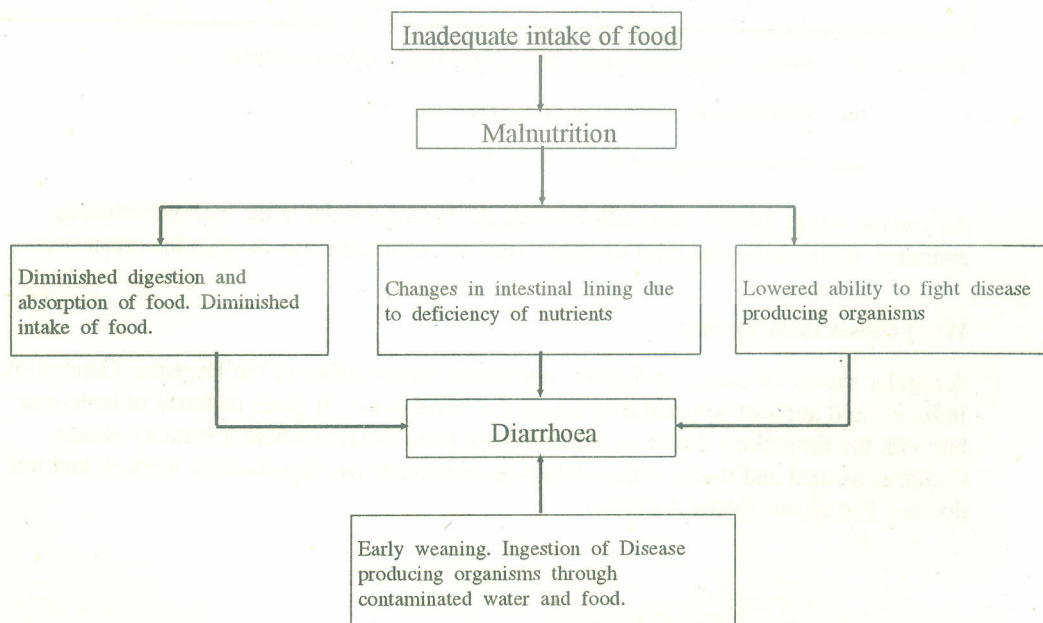 Inadequate intake of food
Malnutrition
Diminished digestion and
absorption of food. Diminished
intake of food.
Changes in intestinal lining due
to deficiency of nutrients
Lowered ability to fight disease
producing organisms
Diarrhoea
Early weaning. Ingestion of Disease
producing organisms through
contaminated water and food.